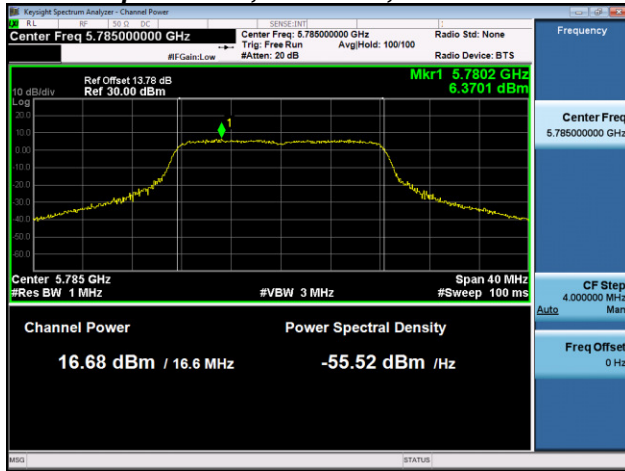 Keysight Spectrum Analyzer - Channel Power
RL RF 50 Ω DC SENSE:INT
Center Freq 5.785000000 GHz
Center Freq: 5.785000000 GHz Radio Std: None
Trig: Free Run Avg|Hold: 100/100
#IFGain:Low #Atten: 20 dB Radio Device: BTS
Ref Offset 13.78 dB
10 dB/div Ref 30.00 dBm
Mkr1 5.7802 GHz
6.3701 dBm
Log
20.0
10.0
1
0.00
-10.0
-20.0
-30.0
-40.0
-50.0
-60.0
Center 5.785 GHz Span 40 MHz
#Res BW 1 MHz #VBW 3 MHz #Sweep 100 ms
Channel Power Power Spectral Density
16.68 dBm / 16.6 MHz -55.52 dBm /Hz
MSG STATUS
Frequency
Center Freq
5.785000000 GHz
CF Step
4.000000 MHz
Auto Man
Freq Offset
0 Hz